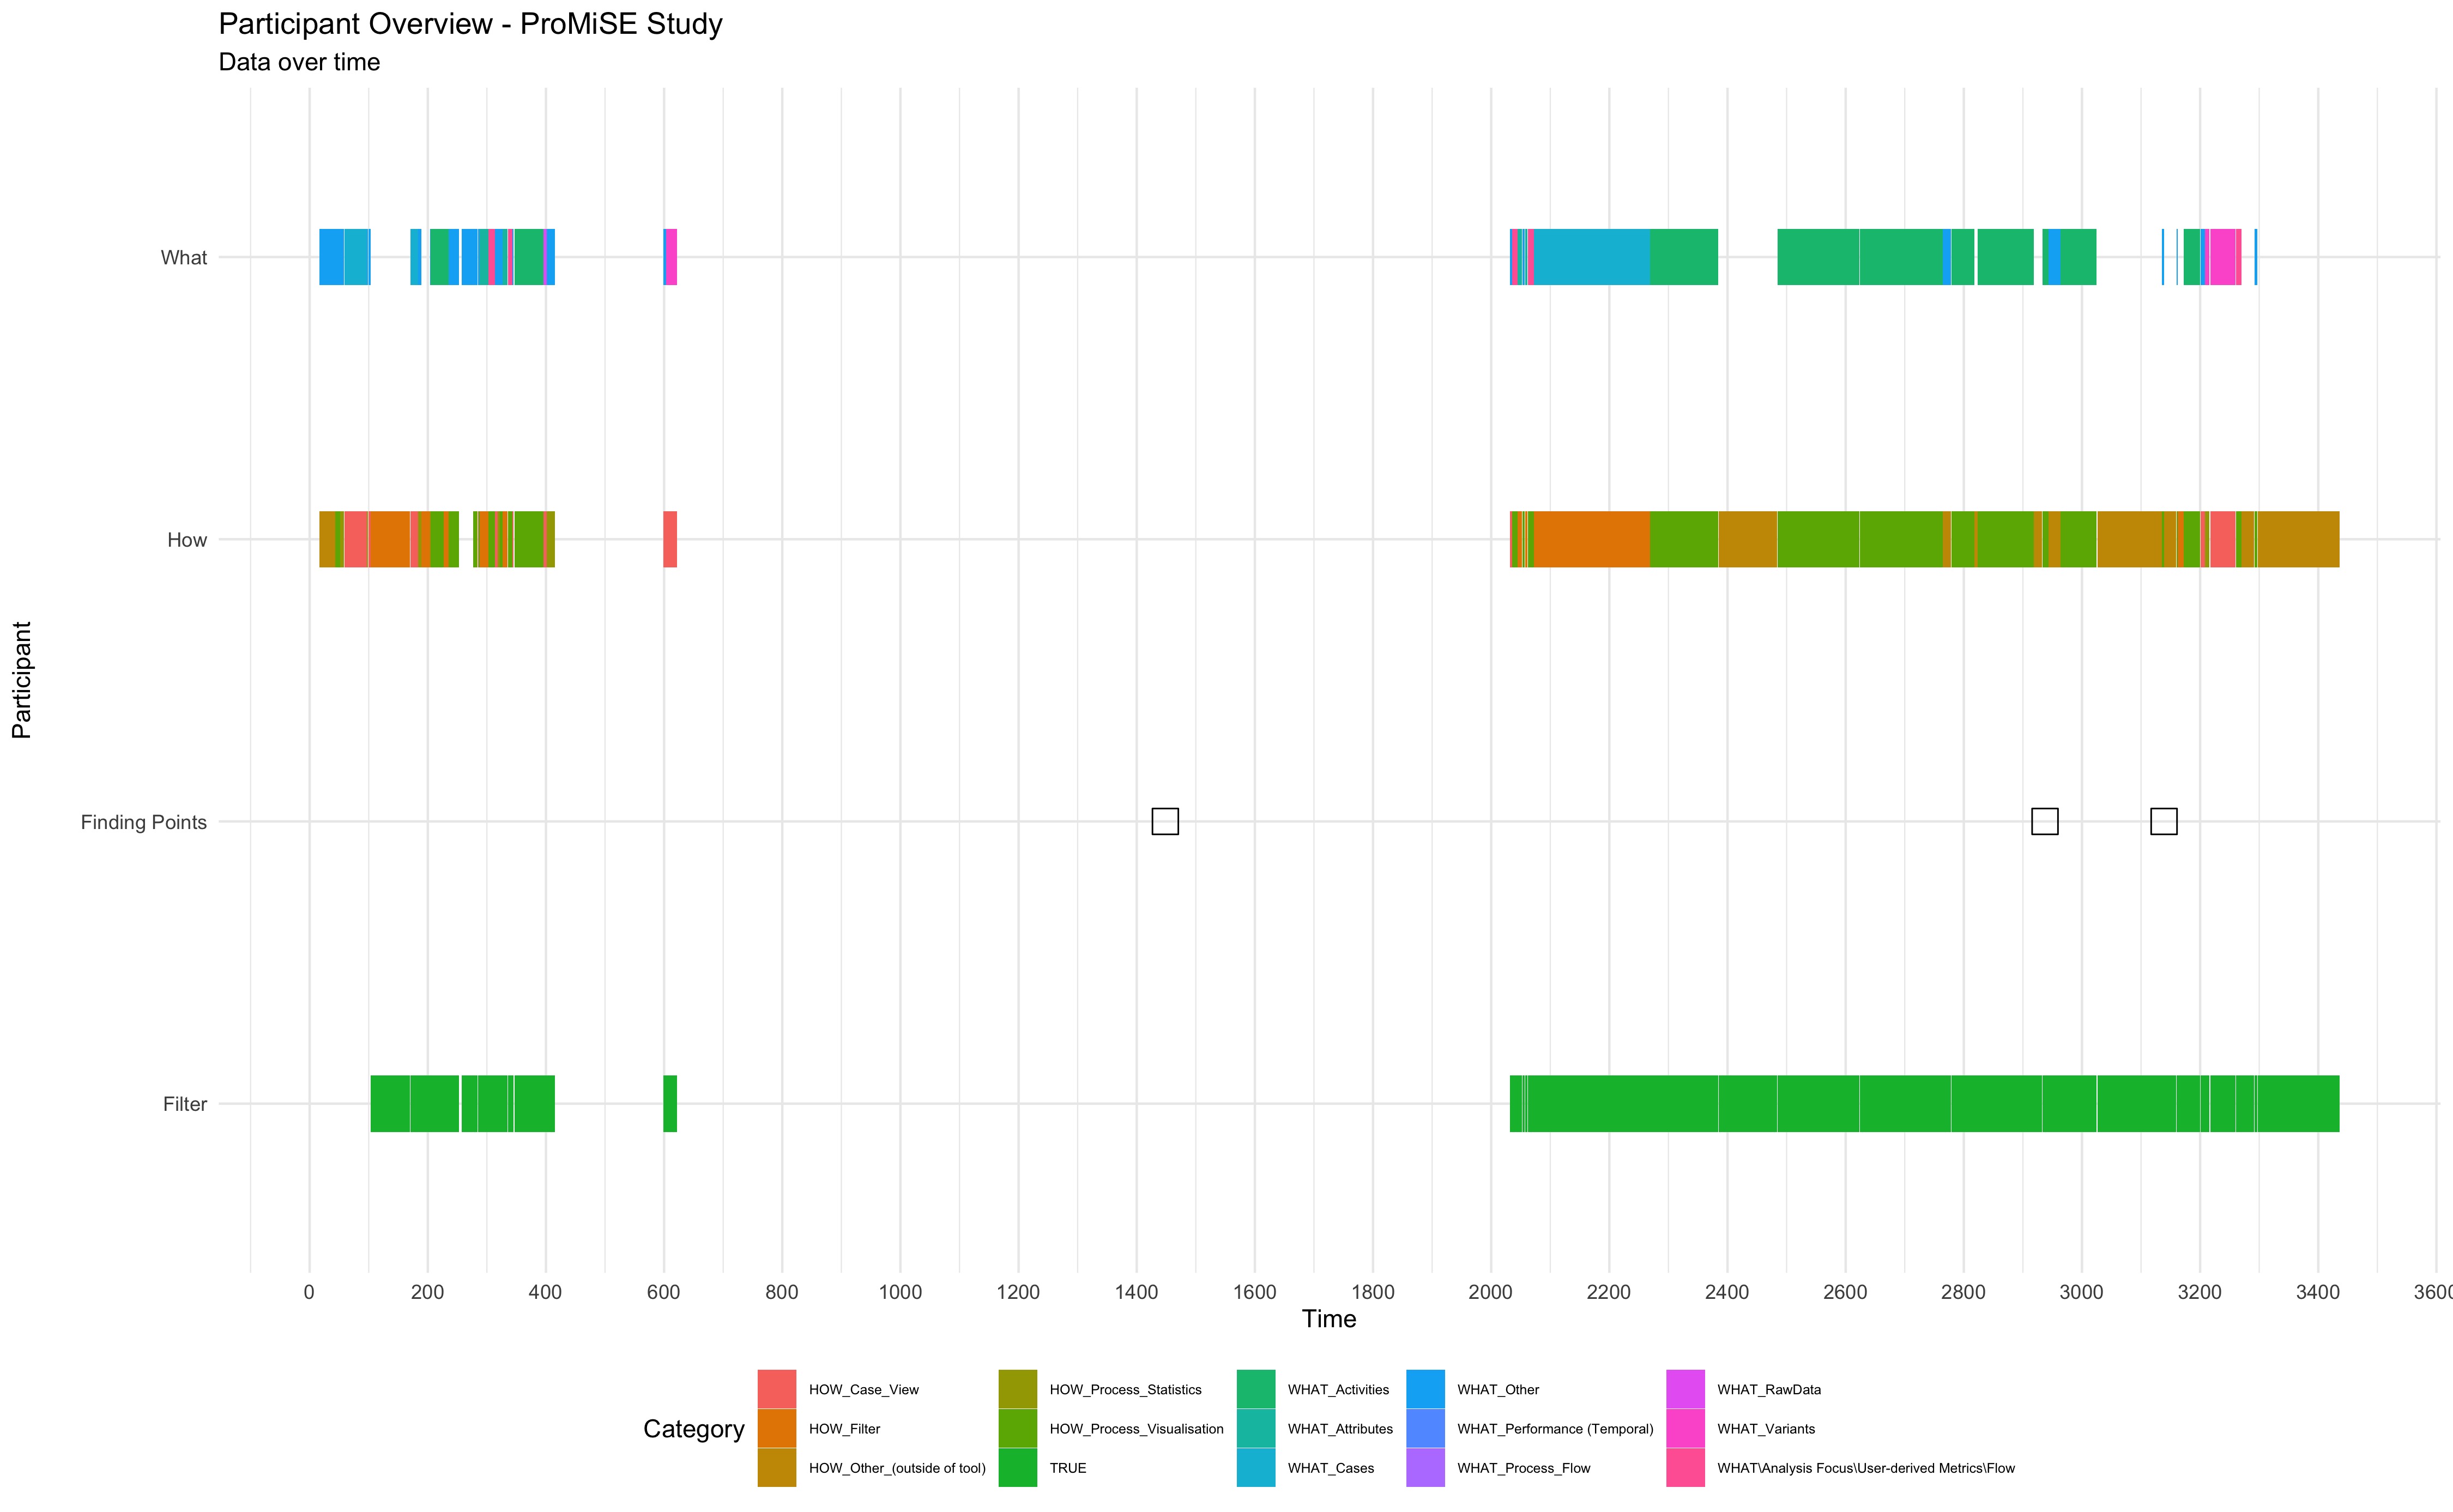 Participant Overview - ProMiSE Study
Data over time
Participant
What
How
Finding Points
Filter
0 200 400 600 800 1000 1200 1400 1600 1800 2000 2200 2400 2600 2800 3000 3200 3400 3600
Time
Category
HOW_Case_View
HOW_Filter
HOW_Other_(outside of tool)
HOW_Process_Statistics
HOW_Process_Visualisation
TRUE
WHAT_Activities
WHAT_Attributes
WHAT_Cases
WHAT_Other
WHAT_Performance (Temporal)
WHAT_Process_Flow
WHAT_RawData
WHAT_Variants
WHAT\Analysis Focus\User-derived Metrics\Flow